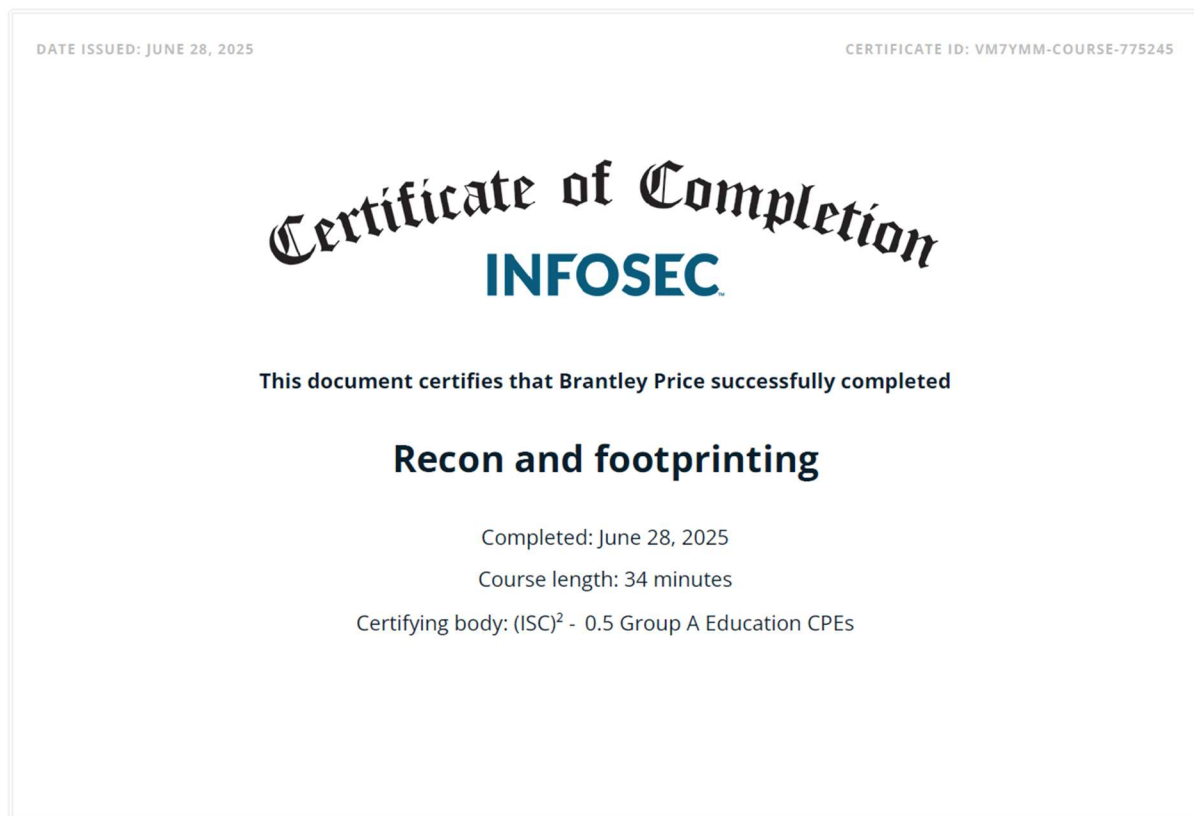 DATE ISSUED: JUNE 28, 2025
CERTIFICATE ID: VM7YMM-COURSE-775245
Certificate of Completion
INFOSEC™
This document certifies that Brantley Price successfully completed
Recon and footprinting
Completed: June 28, 2025
Course length: 34 minutes
Certifying body: (ISC)² - 0.5 Group A Education CPEs